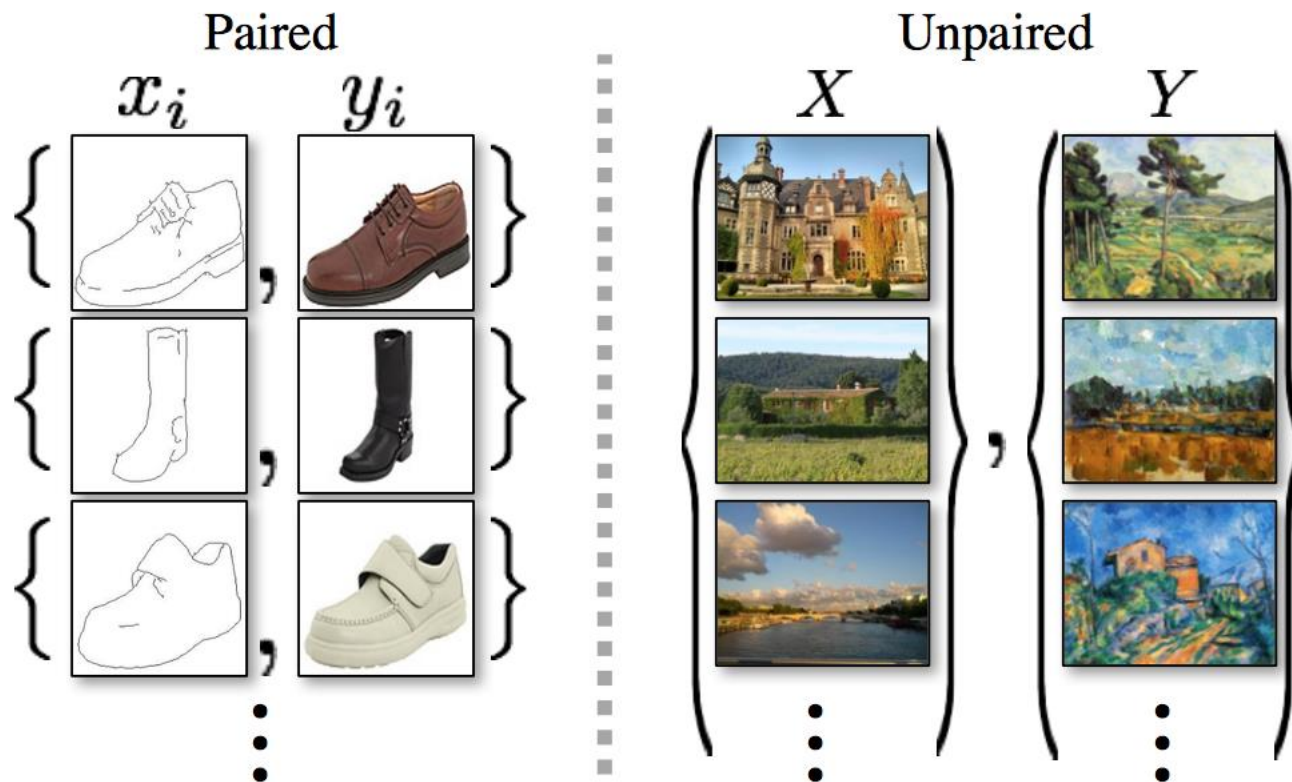 Paired
Unpaired
x_i
y_i
X
Y
{ , }
{ , }
{ , }
{ } , { }
⋮
⋮
⋮